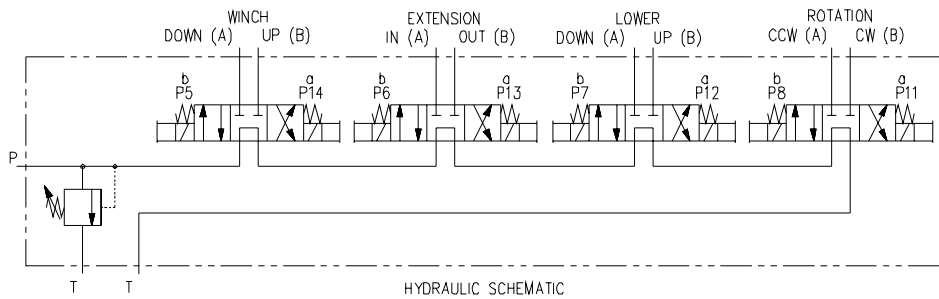 WINCH
DOWN (A) UP (B)
EXTENSION
IN (A) OUT (B)
LOWER
DOWN (A) UP (B)
ROTATION
CCW (A) CW (B)
b a b a b a b a
P5 P14 P6 P13 P7 P12 P8 P11
P
T T
HYDRAULIC SCHEMATIC